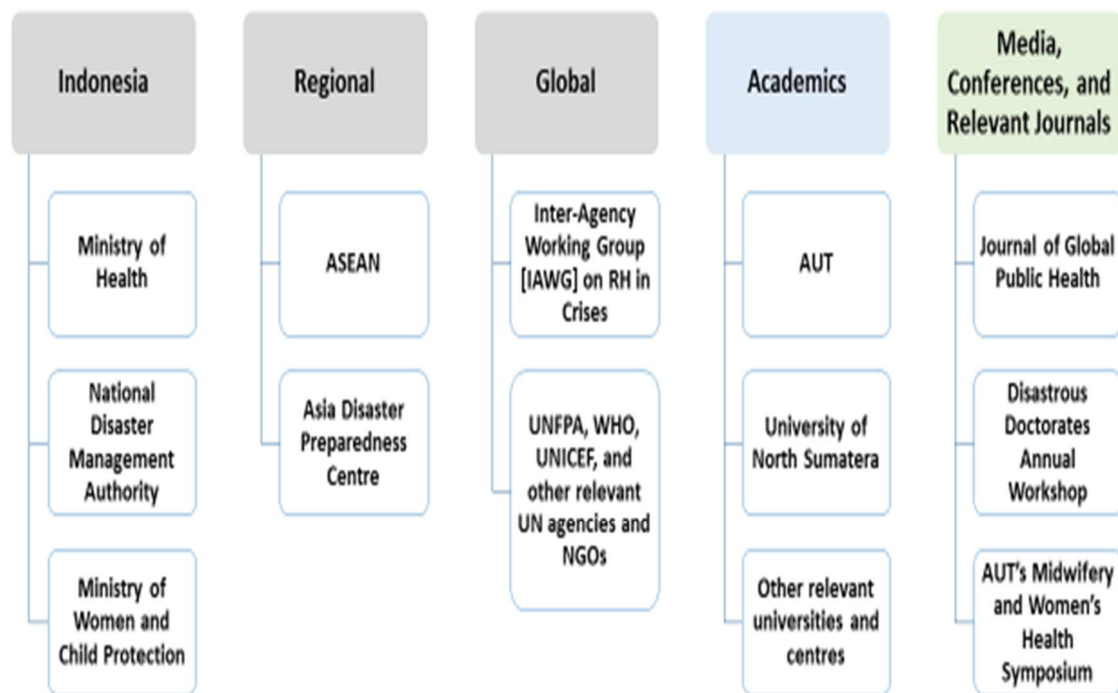 Indonesia
Ministry of
Health
National
Disaster
Management
Authority
Ministry of
Women and
Child Protection
Regional
ASEAN
Asia Disaster
Preparedness
Centre
Global
Inter-Agency
Working Group
[IAWG] on RH in
Crises
UNFPA, WHO,
UNICEF, and
other relevant
UN agencies and
NGOs
Academics
AUT
University of
North Sumatera
Other relevant
universities and
centres
Media,
Conferences, and
Relevant Journals
Journal of Global
Public Health
Disastrous
Doctorates
Annual
Workshop
AUT's Midwifery
and Women's
Health
Symposium